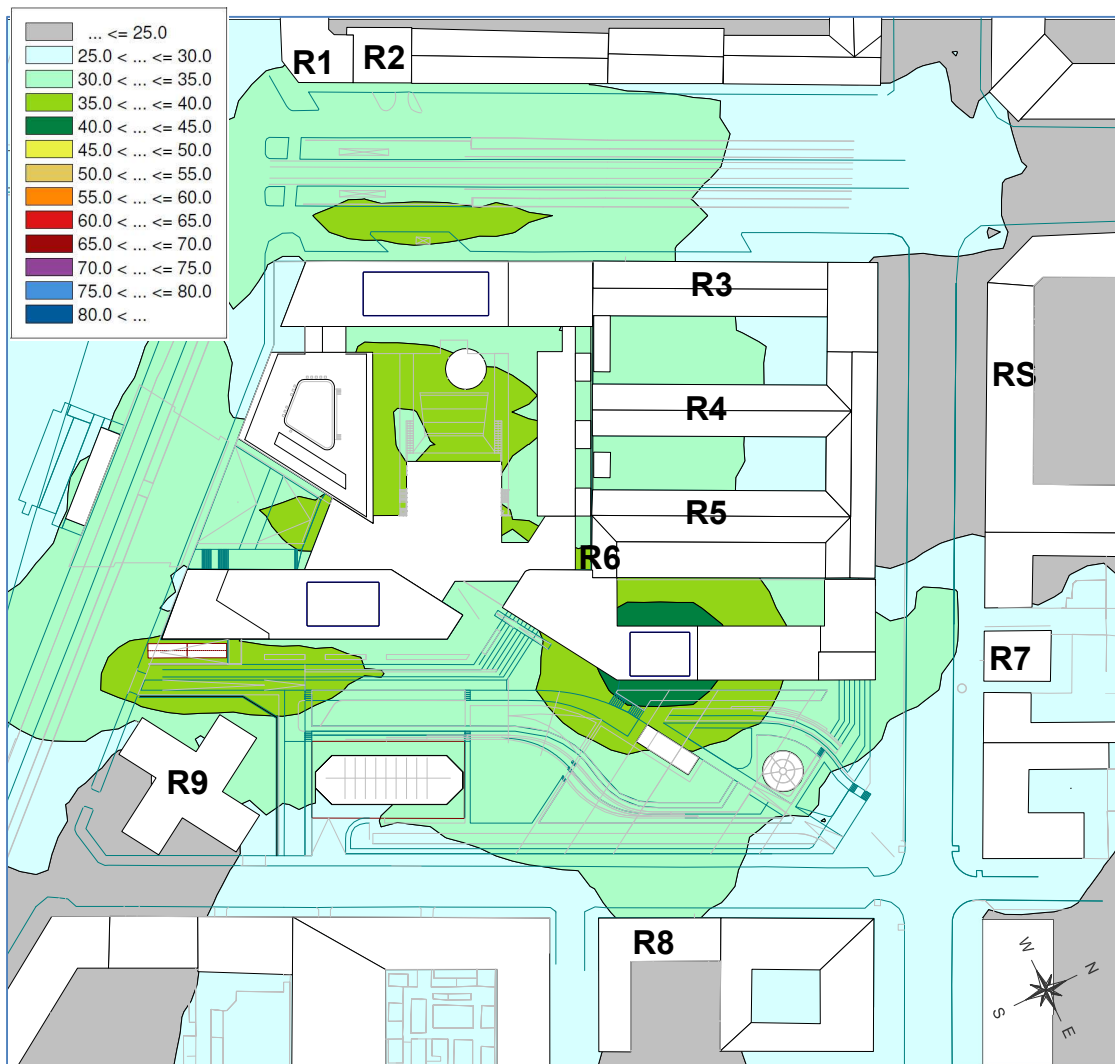 ... <= 25.0
25.0 < ... <= 30.0
30.0 < ... <= 35.0
35.0 < ... <= 40.0
40.0 < ... <= 45.0
45.0 < ... <= 50.0
50.0 < ... <= 55.0
55.0 < ... <= 60.0
60.0 < ... <= 65.0
65.0 < ... <= 70.0
70.0 < ... <= 75.0
75.0 < ... <= 80.0
80.0 < ...
R1
R2
R3
RS
R4
R5
R6
R7
R9
R8
W
N
S
E